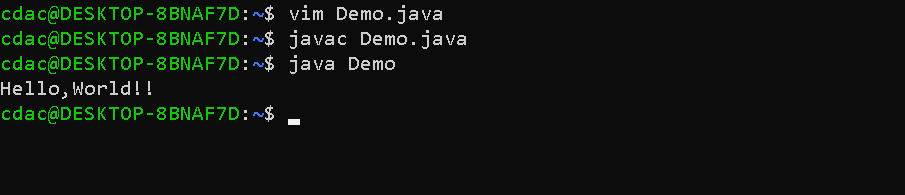 cdac@DESKTOP-8BNAF7D:~$ vim Demo.java
cdac@DESKTOP-8BNAF7D:~$ javac Demo.java
cdac@DESKTOP-8BNAF7D:~$ java Demo
Hello,World!!
cdac@DESKTOP-8BNAF7D:~$